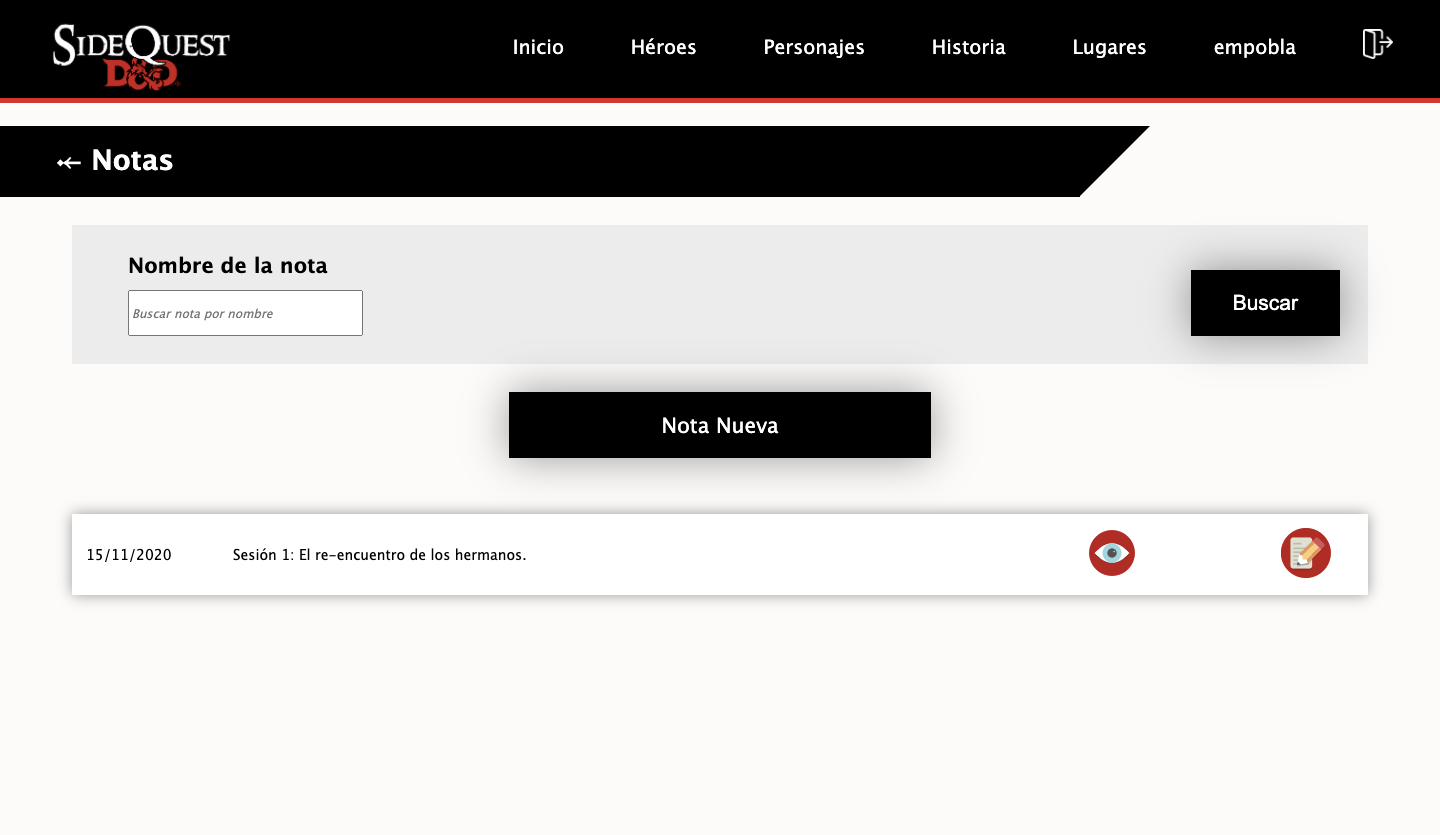 SIDEQUEST
D&D
Inicio Héroes Personajes Historia Lugares empobla
Notas
Nombre de la nota
Buscar nota por nombre
Buscar
Nota Nueva
15/11/2020 Sesión 1: El re-encuentro de los hermanos.